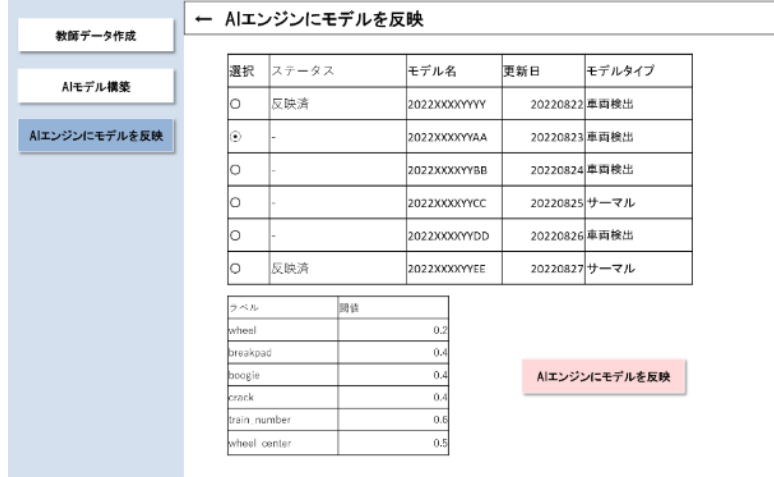 教師データ作成
AIモデル構築
AIエンジンにモデルを反映
← AIエンジンにモデルを反映
選択 ステータス モデル名 更新日 モデルタイプ
○ 反映済 2022XXXXYYYY 20220822 車両検出
◉ - 2022XXXXYYAA 20220823 車両検出
○ - 2022XXXXYYBB 20220824 車両検出
○ - 2022XXXXYYCC 20220825 サーマル
○ - 2022XXXXYYDD 20220826 車両検出
○ 反映済 2022XXXXYYEE 20220827 サーマル
ラベル 閾値
wheel 0.2
breakpad 0.4
boogie 0.4
crack 0.4
train_number 0.6
wheel_center 0.5
AIエンジンにモデルを反映